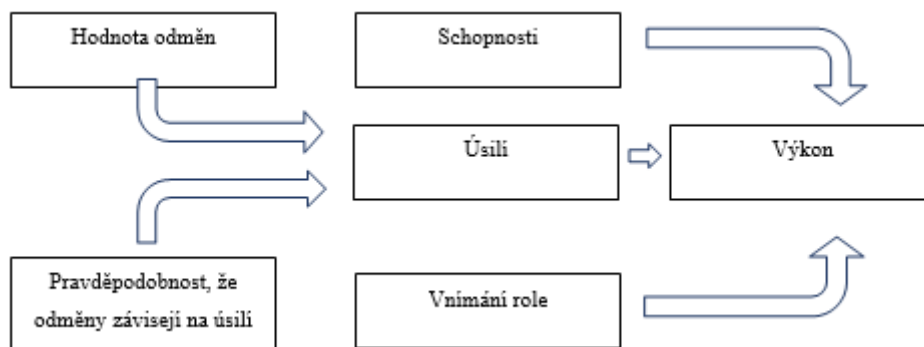 Hodnota odměn
Schopnosti
Úsilí
Výkon
Pravděpodobnost, že
odměny závisejí na úsilí
Vnímání role